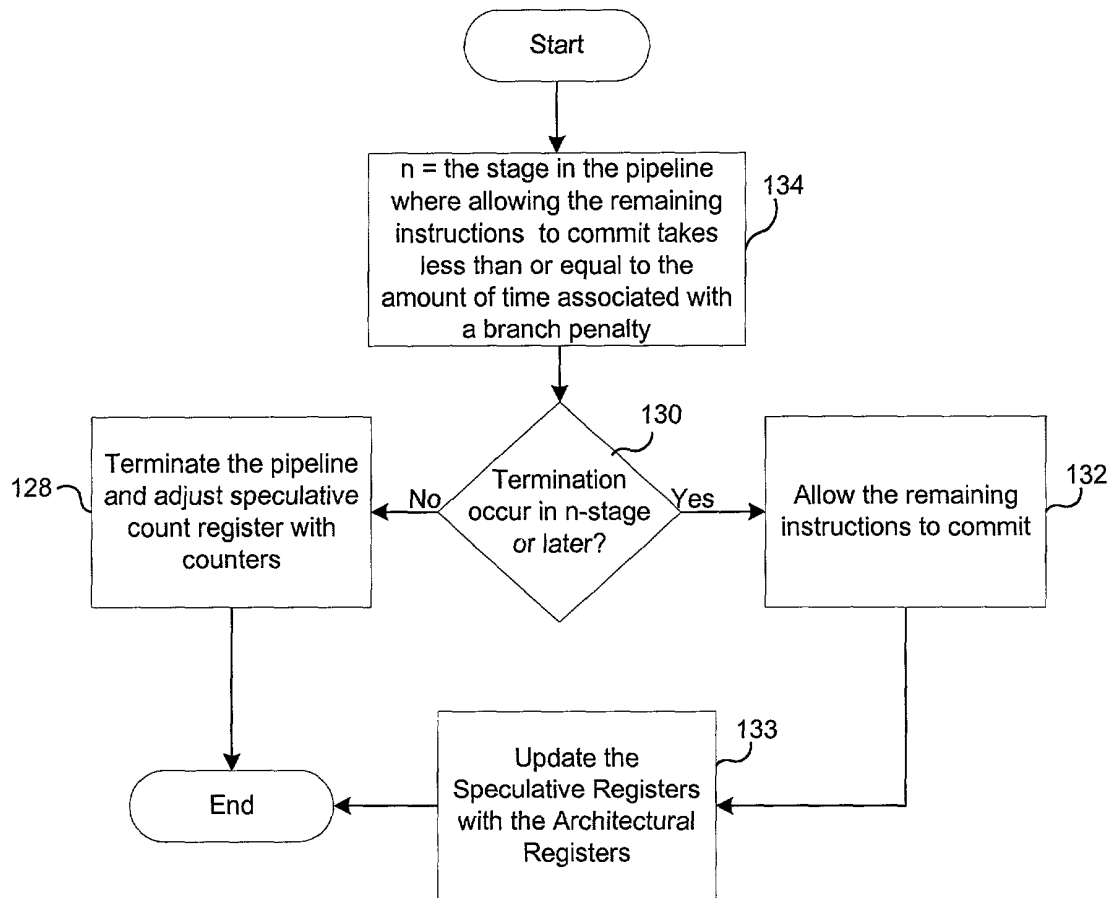 Start
n = the stage in the pipeline
where allowing the remaining
instructions to commit takes
less than or equal to the
amount of time associated with
a branch penalty
134
130
Termination
occur in n-stage
or later?
No
Yes
128
Terminate the pipeline
and adjust speculative
count register with
counters
132
Allow the remaining
instructions to commit
133
Update the
Speculative Registers
with the Architectural
Registers
End